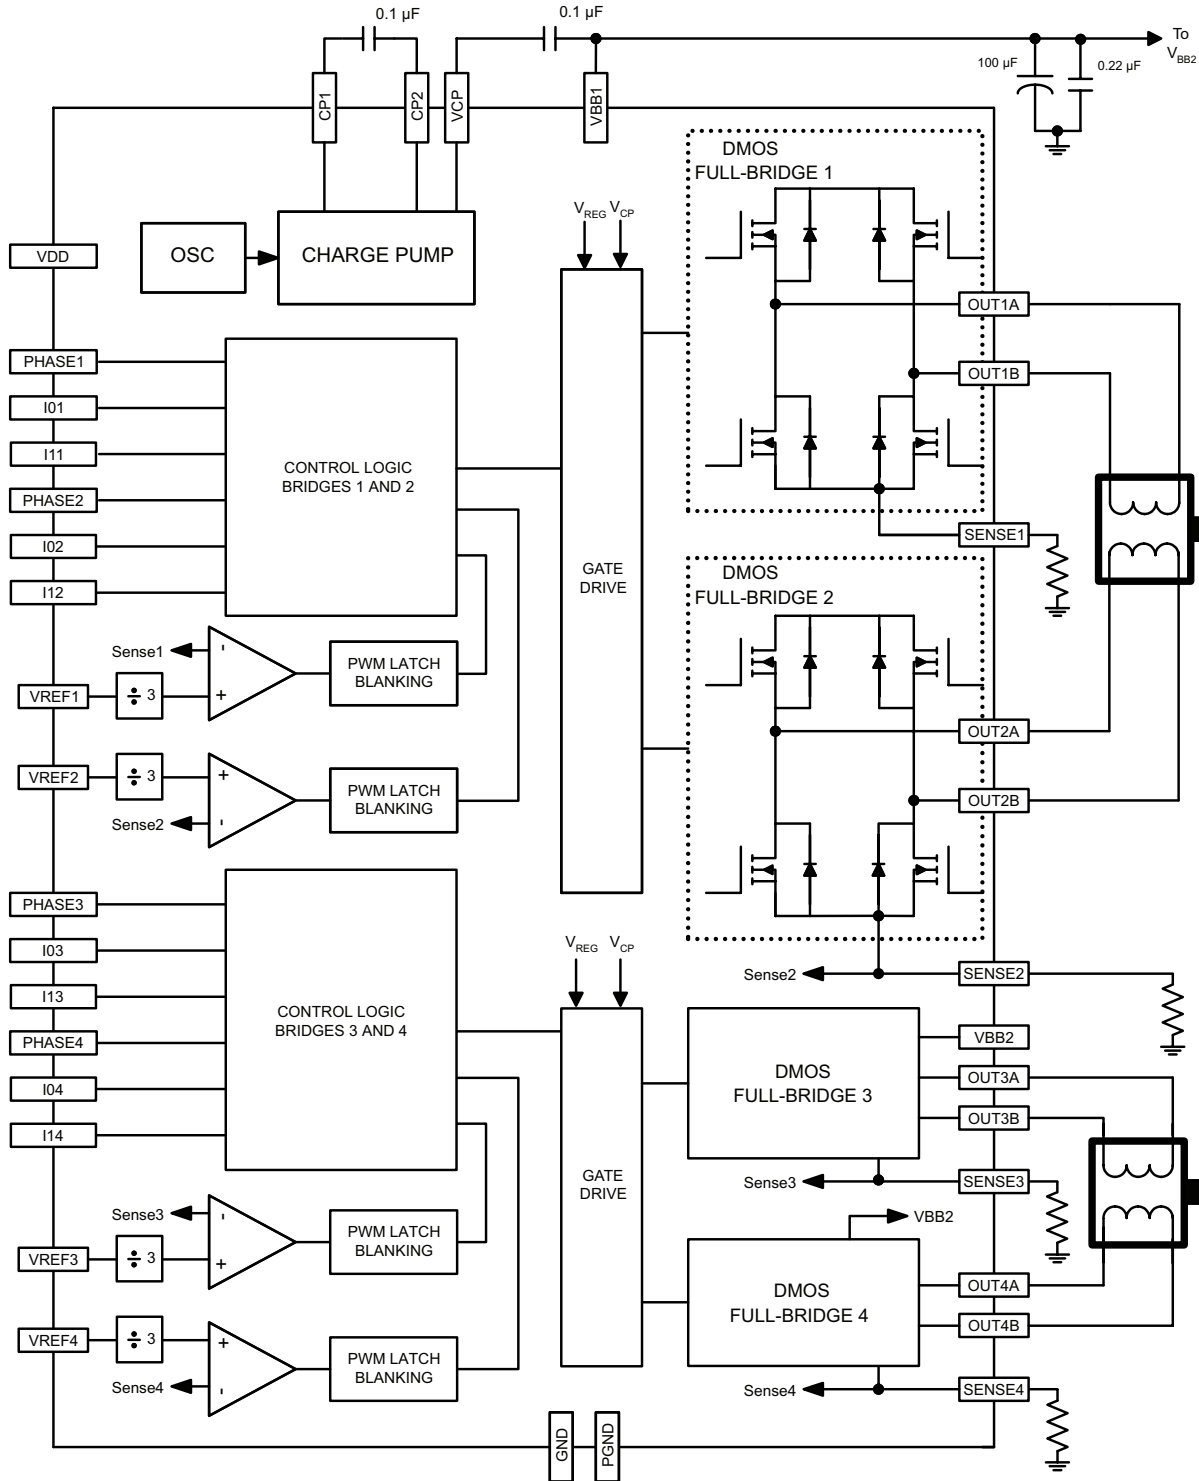 0.1 µF
0.1 µF
To
VBB2
100 µF
0.22 µF
CP1
CP2
VCP
VBB1
DMOS
FULL-BRIDGE 1
VREG VCP
OSC
CHARGE PUMP
VDD
OUT1A
PHASE1
OUT1B
I01
I11
CONTROL LOGIC
BRIDGES 1 AND 2
PHASE2
I02
SENSE1
I12
GATE
DRIVE
DMOS
FULL-BRIDGE 2
Sense1
-
PWM LATCH
BLANKING
VREF1
÷ 3
+
OUT2A
VREF2
÷ 3
+
PWM LATCH
BLANKING
OUT2B
Sense2
-
PHASE3
I03
VREG VCP
Sense2
SENSE2
I13
CONTROL LOGIC
BRIDGES 3 AND 4
PHASE4
VBB2
DMOS
FULL-BRIDGE 3
OUT3A
I04
OUT3B
I14
GATE
DRIVE
Sense3
SENSE3
Sense3
-
VBB2
PWM LATCH
BLANKING
VREF3
÷ 3
+
DMOS
FULL-BRIDGE 4
OUT4A
OUT4B
VREF4
÷ 3
+
PWM LATCH
BLANKING
Sense4
-
Sense4
SENSE4
GND
PGND